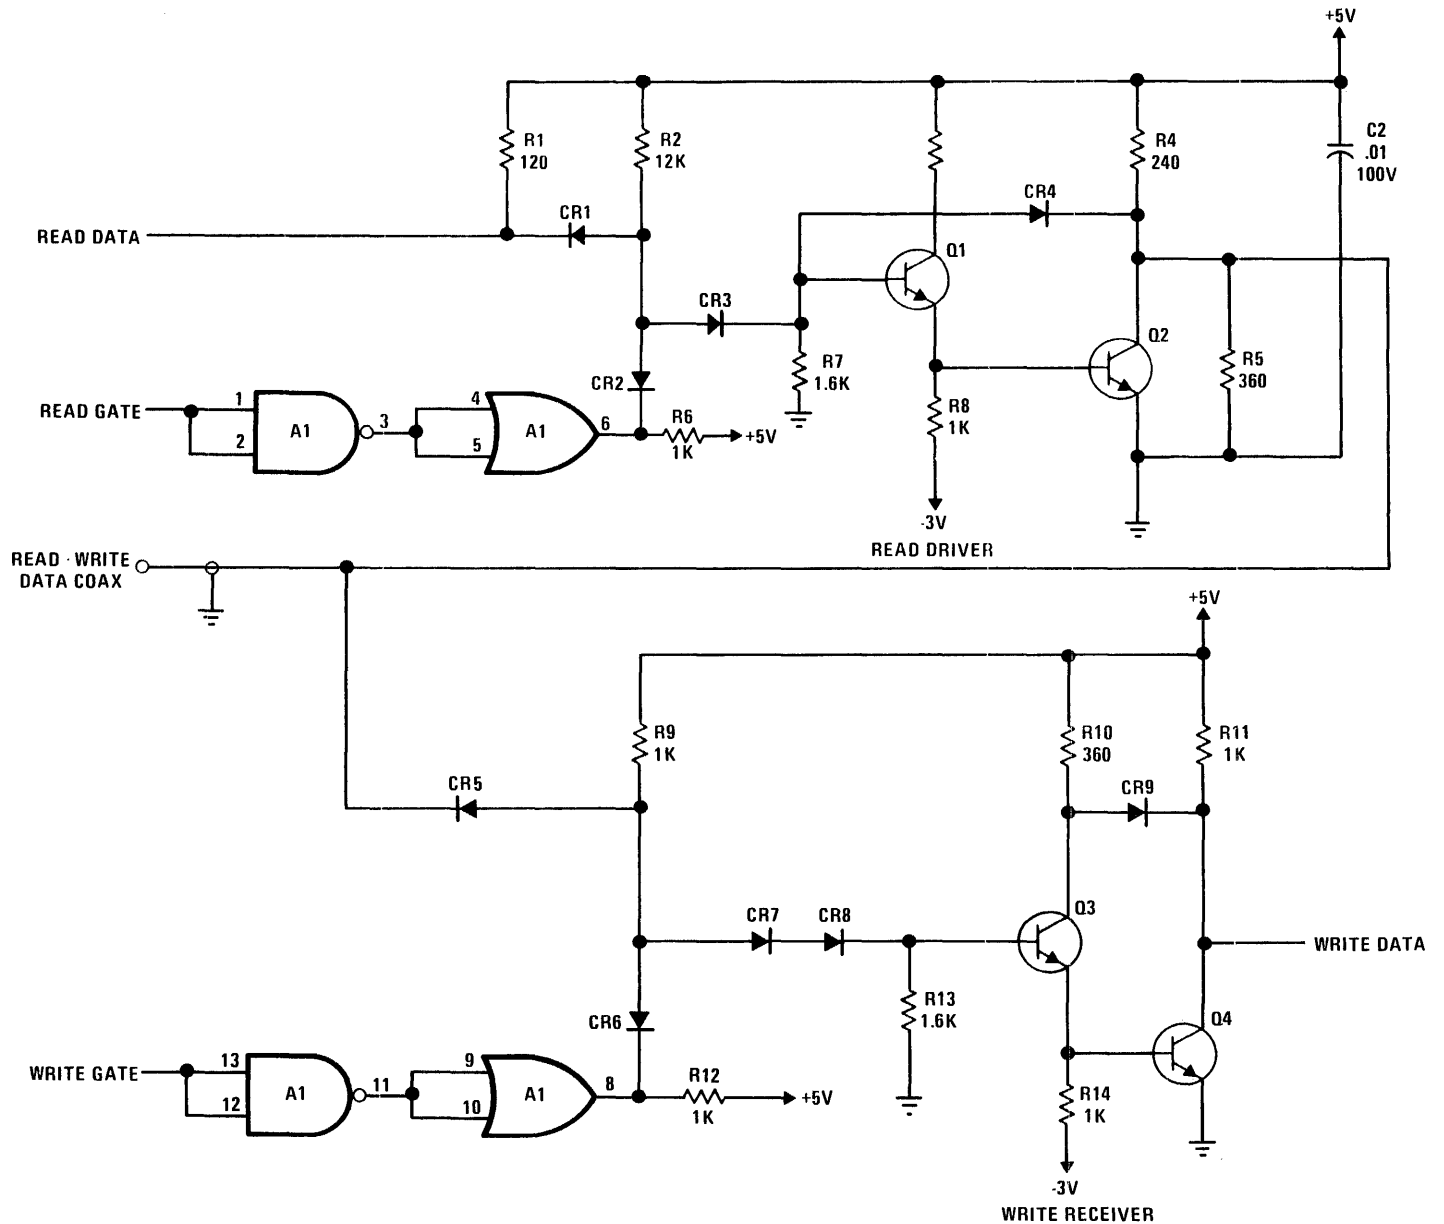 +5V
R1
120
R2
12K
R4
240
C2
.01
100V
CR4
CR1
READ DATA
Q1
CR3
Q2
R7
1.6K
R5
360
CR2
READ GATE
1
2
A1
3
4
5
A1
6
R6
1K
+5V
R8
1K
-3V
READ DRIVER
READ · WRITE
DATA COAX
+5V
R9
1K
R10
360
R11
1K
CR5
CR9
CR7
CR8
Q3
WRITE DATA
R13
1.6K
CR6
Q4
WRITE GATE
13
12
A1
11
9
10
A1
8
R12
1K
+5V
R14
1K
-3V
WRITE RECEIVER